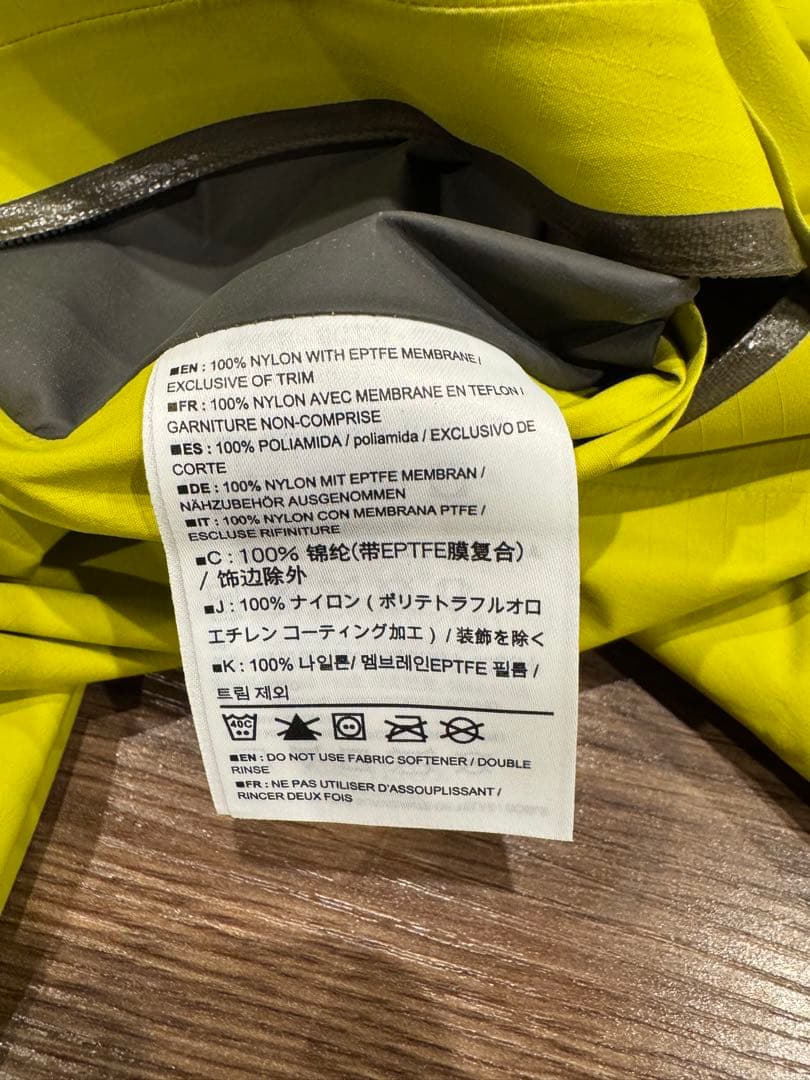 ■EN : 100% NYLON WITH EPTFE MEMBRANE /
EXCLUSIVE OF TRIM
■FR : 100% NYLON AVEC MEMBRANE EN TEFLON /
GARNITURE NON-COMPRISE
■ES : 100% POLIAMIDA / poliamida / EXCLUSIVO DE
CORTE
■DE : 100% NYLON MIT EPTFE MEMBRAN /
NÄHZUBEHÖR AUSGENOMMEN
■IT : 100% NYLON CON MEMBRANA PTFE /
ESCLUSE RIFINITURE
■C : 100% 锦纶(带EPTFE膜复合)
/ 饰边除外
■J : 100% ナイロン ( ポリテトラフルオロ
エチレン コーティング加工 ) / 装飾を除く
■K : 100% 나일론/ 멤브레인EPTFE 필름 /
트림 제외
40C
■EN : DO NOT USE FABRIC SOFTENER / DOUBLE
RINSE
■FR : NE PAS UTILISER D'ASSOUPLISSANT /
RINCER DEUX FOIS